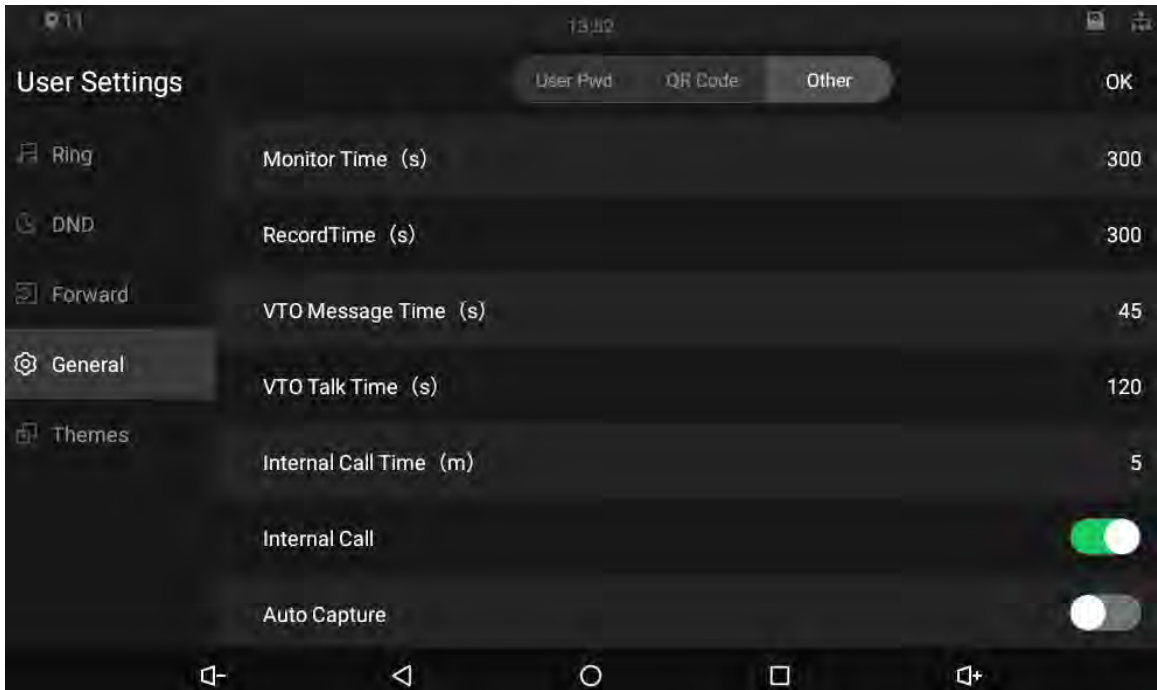 11
13:52
User Settings
User Pwd
QR Code
Other
OK
Ring
DND
Forward
General
Themes
Monitor Time (s)
300
RecordTime (s)
300
VTO Message Time (s)
45
VTO Talk Time (s)
120
Internal Call Time (m)
5
Internal Call
Auto Capture